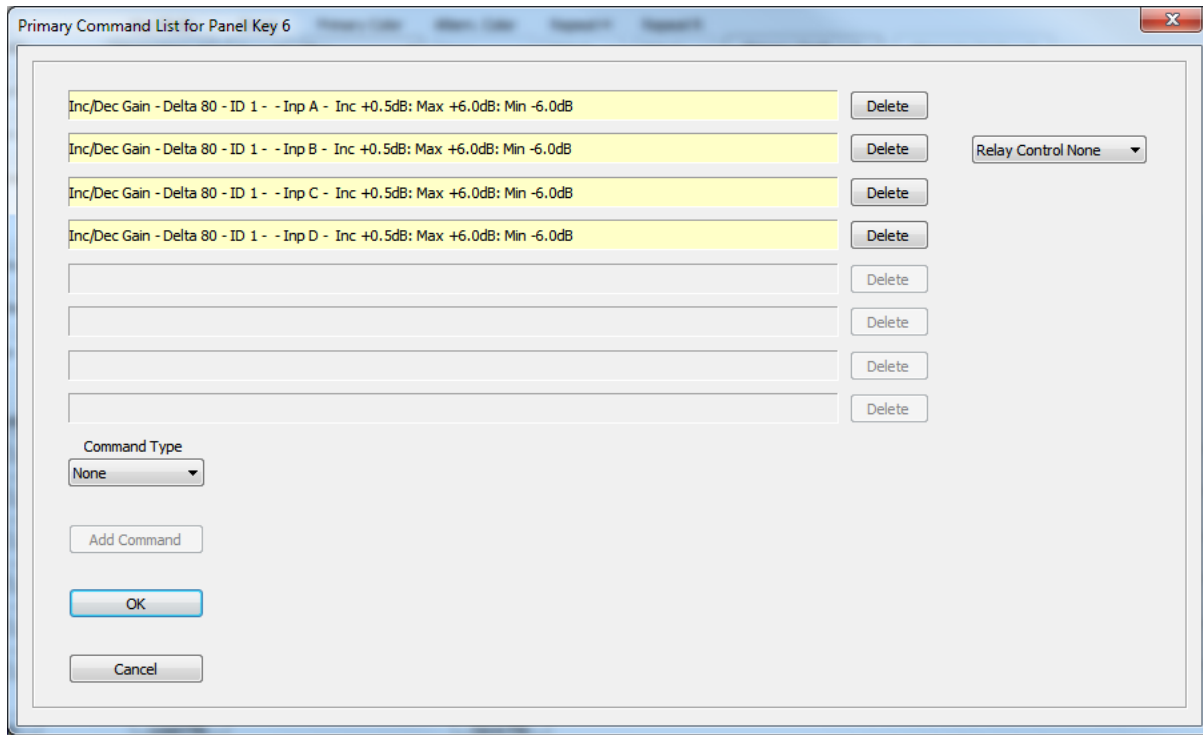 Primary Command List for Panel Key 6
Inc/Dec Gain - Delta 80 - ID 1 -  - Inp A -  Inc +0.5dB: Max +6.0dB: Min -6.0dB
Delete
Inc/Dec Gain - Delta 80 - ID 1 -  - Inp B -  Inc +0.5dB: Max +6.0dB: Min -6.0dB
Delete
Relay Control None
Inc/Dec Gain - Delta 80 - ID 1 -  - Inp C -  Inc +0.5dB: Max +6.0dB: Min -6.0dB
Delete
Inc/Dec Gain - Delta 80 - ID 1 -  - Inp D -  Inc +0.5dB: Max +6.0dB: Min -6.0dB
Delete
Delete
Delete
Delete
Delete
Command Type
None
Add Command
OK
Cancel